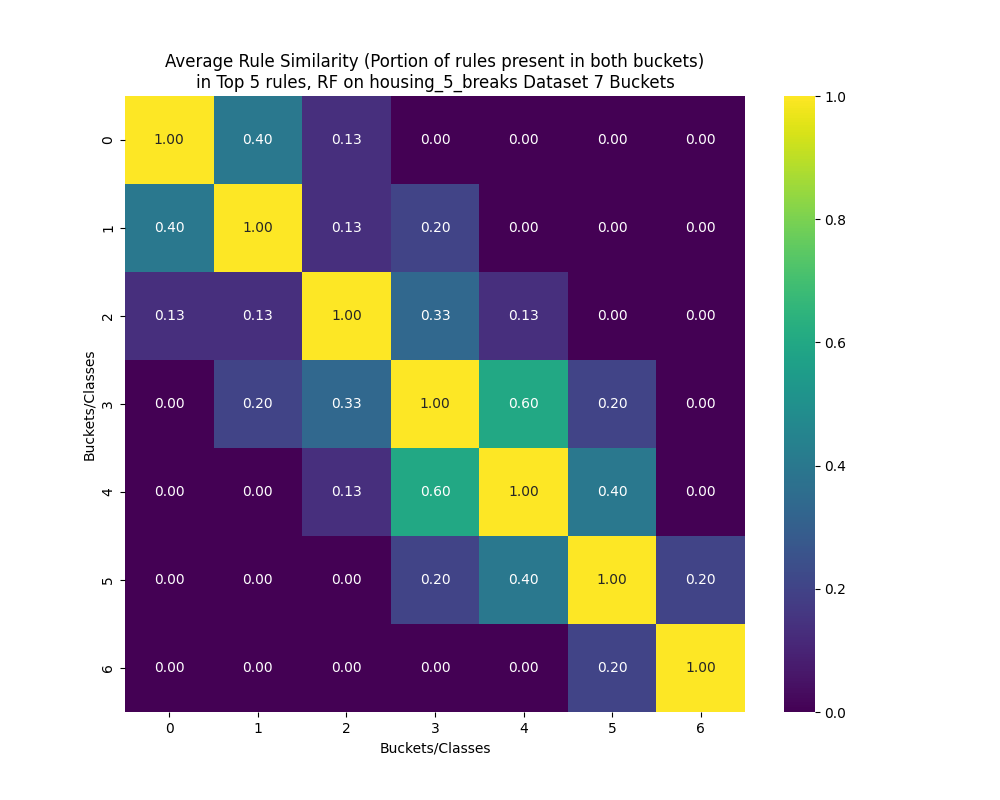 Average Rule Similarity (Portion of rules present in both buckets)
in Top 5 rules, RF on housing_5_breaks Dataset 7 Buckets
Buckets/Classes
0 1.00 0.40 0.13 0.00 0.00 0.00 0.00
1 0.40 1.00 0.13 0.20 0.00 0.00 0.00
2 0.13 0.13 1.00 0.33 0.13 0.00 0.00
3 0.00 0.20 0.33 1.00 0.60 0.20 0.00
4 0.00 0.00 0.13 0.60 1.00 0.40 0.00
5 0.00 0.00 0.00 0.20 0.40 1.00 0.20
6 0.00 0.00 0.00 0.00 0.00 0.20 1.00
0 1 2 3 4 5 6
Buckets/Classes
1.0
0.8
0.6
0.4
0.2
0.0